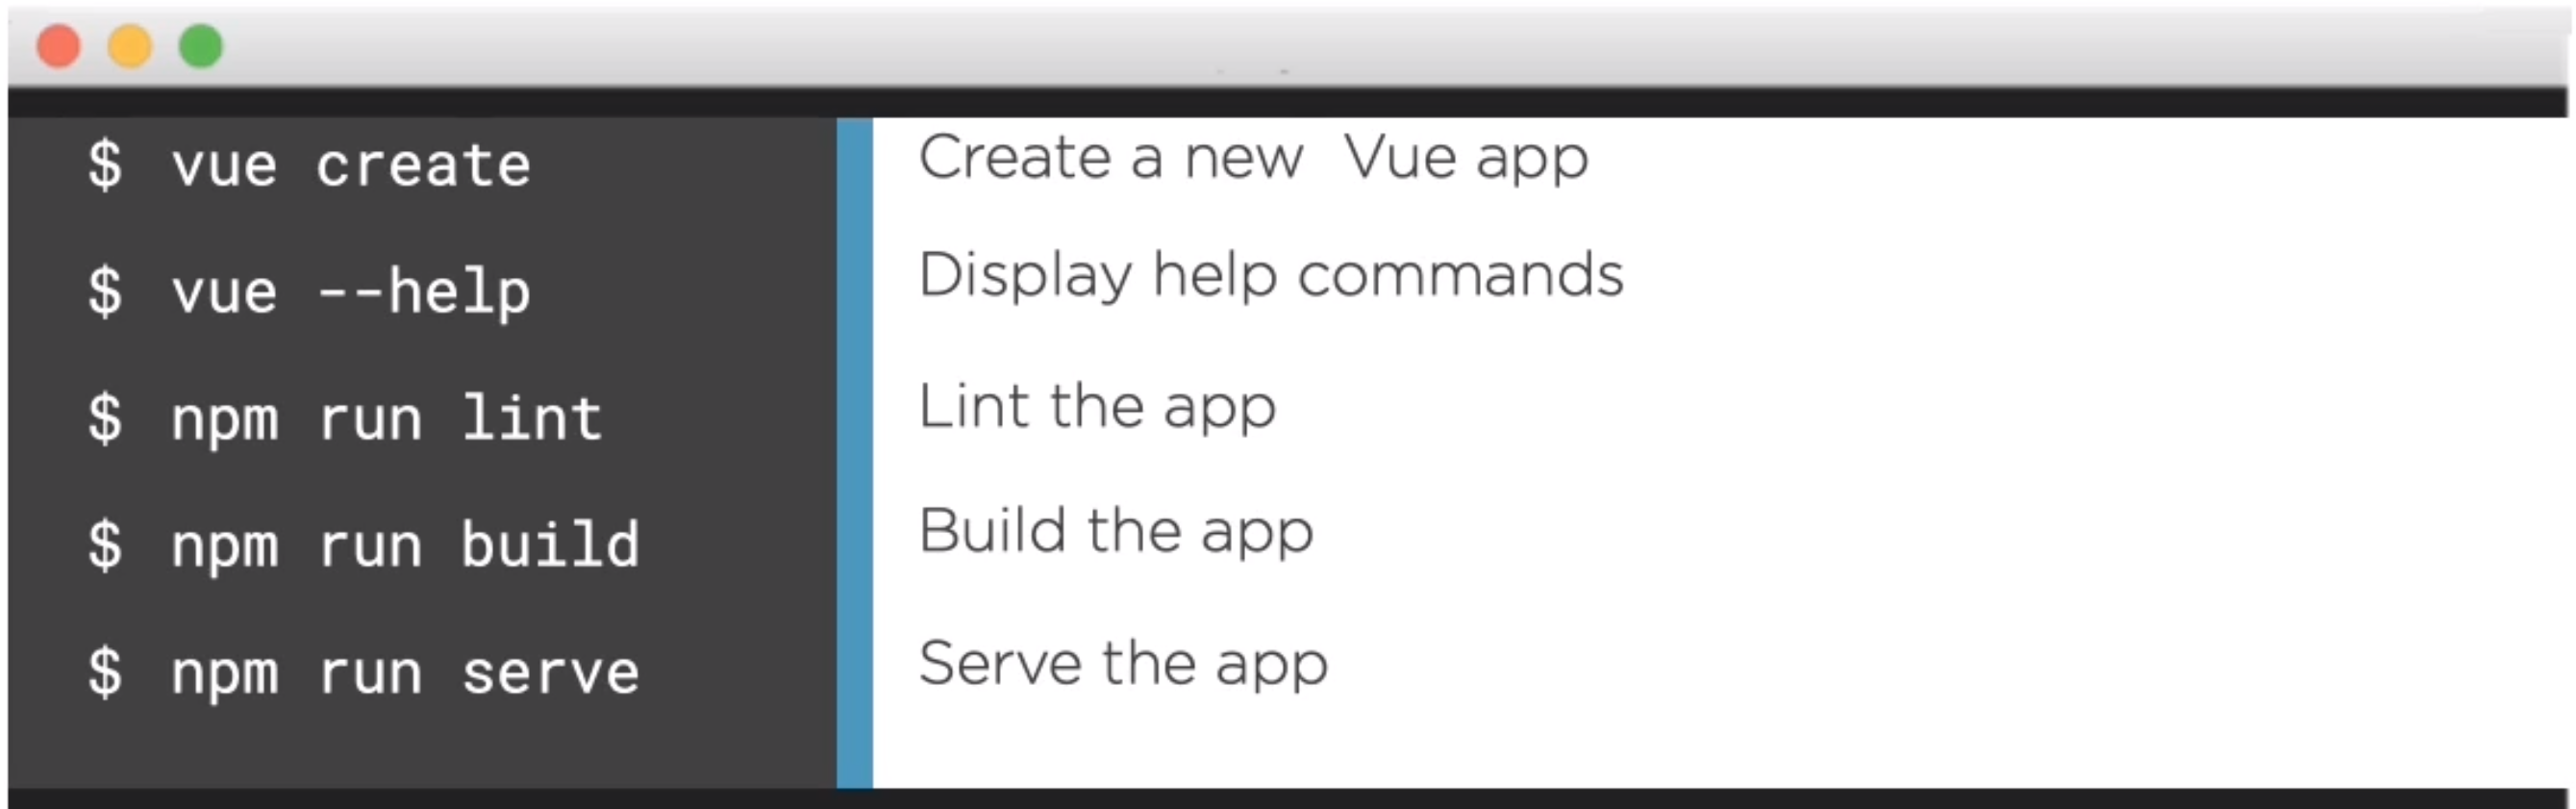 $ vue create
Create a new Vue app
$ vue --help
Display help commands
$ npm run lint
Lint the app
$ npm run build
Build the app
$ npm run serve
Serve the app